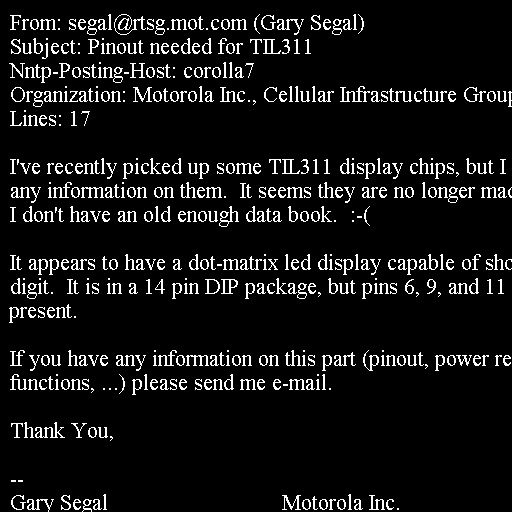 From: segal@rtsg.mot.com (Gary Segal)
Subject: Pinout needed for TIL311
Nntp-Posting-Host: corolla7
Organization: Motorola Inc., Cellular Infrastructure Group
Lines: 17
I've recently picked up some TIL311 display chips, but I
any information on them.  It seems they are no longer mad
I don't have an old enough data book.  :-(
It appears to have a dot-matrix led display capable of sho
digit.  It is in a 14 pin DIP package, but pins 6, 9, and 11
present.
If you have any information on this part (pinout, power re
functions, ...) please send me e-mail.
Thank You,
--
Gary Segal                              Motorola Inc.